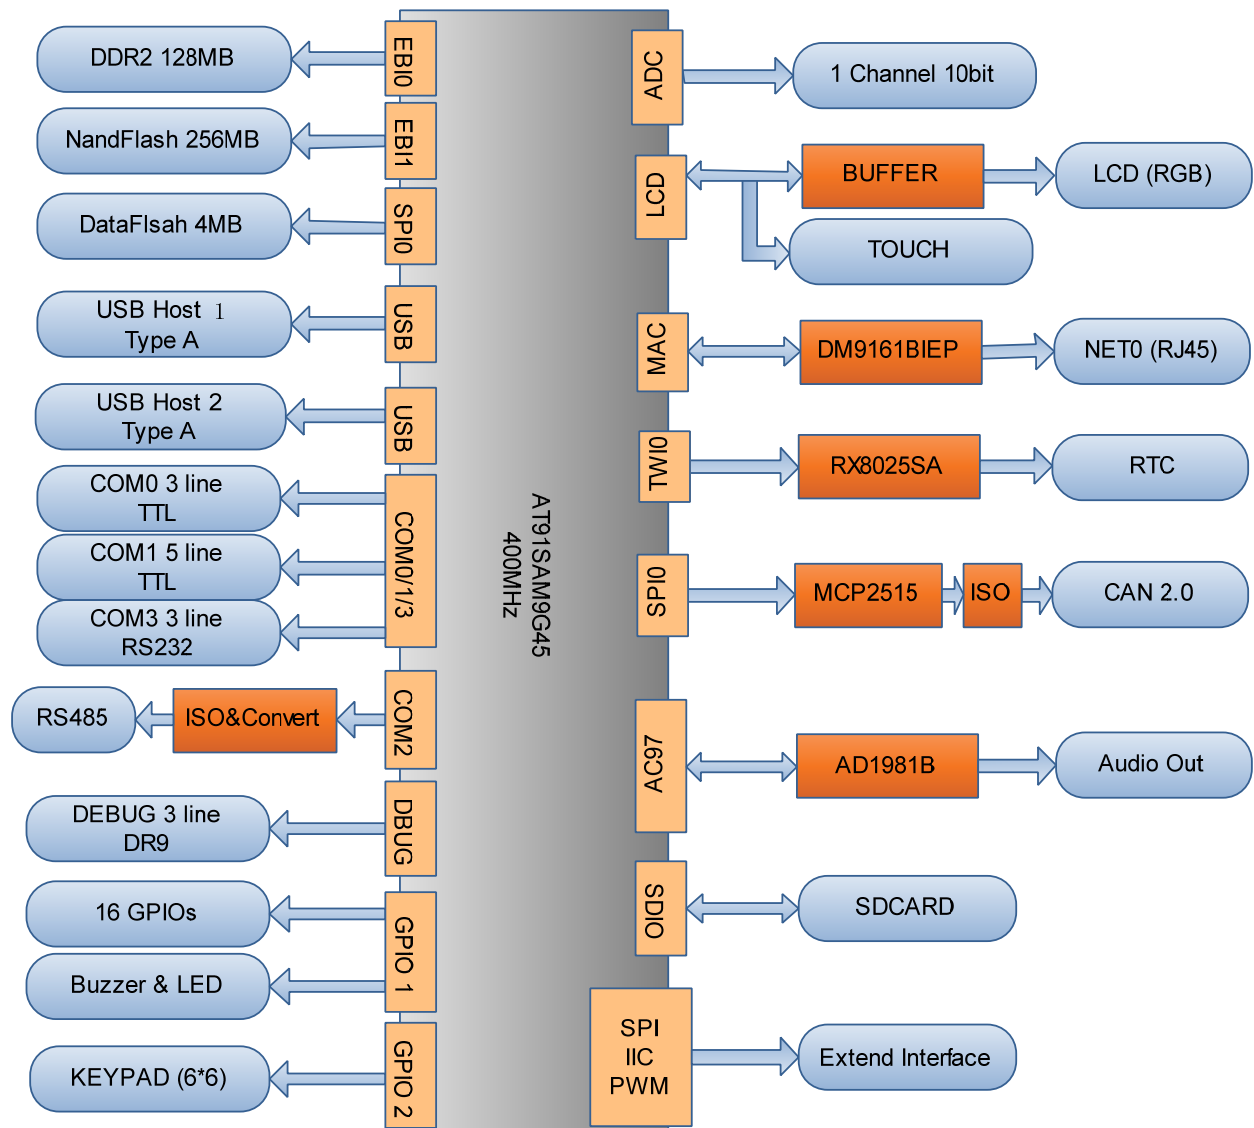 DDR2 128MB
EBI0
NandFlash 256MB
EBI1
DataFlsah 4MB
SPI0
USB Host 1
Type A
USB
USB Host 2
Type A
USB
COM0 3 line
TTL
COM1 5 line
TTL
COM3 3 line
RS232
COM0/1/3
RS485
ISO&Convert
COM2
DEBUG 3 line
DR9
DBUG
16 GPIOs
Buzzer & LED
GPIO 1
KEYPAD (6*6)
GPIO 2
AT91SAM9G45
400MHz
ADC
1 Channel 10bit
LCD
BUFFER
LCD (RGB)
TOUCH
MAC
DM9161BIEP
NET0 (RJ45)
TWI0
RX8025SA
RTC
SPI0
MCP2515
ISO
CAN 2.0
AC97
AD1981B
Audio Out
OIDS
SDCARD
SPI
IIC
PWM
Extend Interface